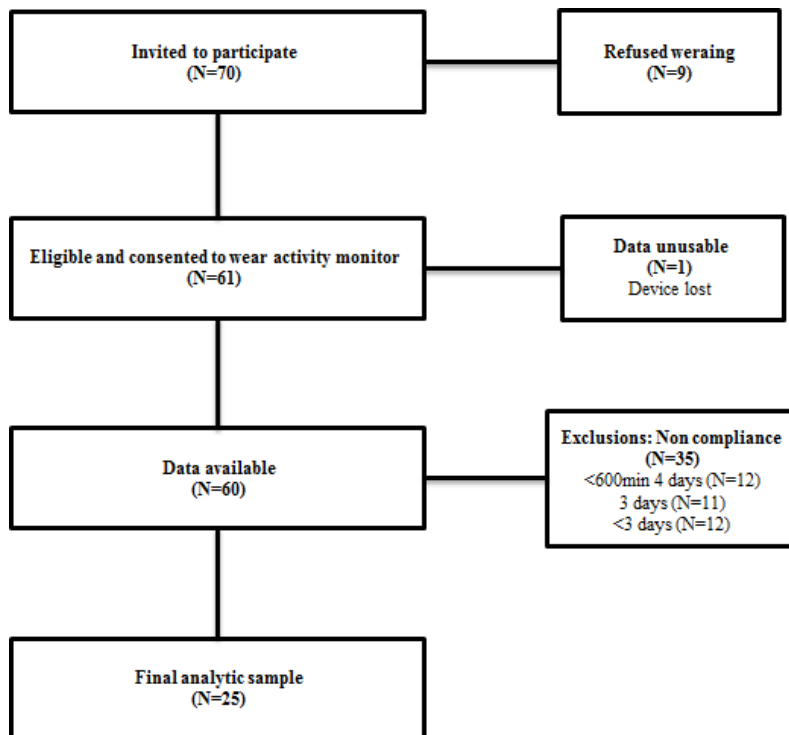 Invited to participate
(N=70)
Refused weraing
(N=9)
Eligible and consented to wear activity monitor
(N=61)
Data unusable
(N=1)
Device lost
Data available
(N=60)
Exclusions: Non compliance
(N=35)
<600min 4 days (N=12)
3 days (N=11)
<3 days (N=12)
Final analytic sample
(N=25)